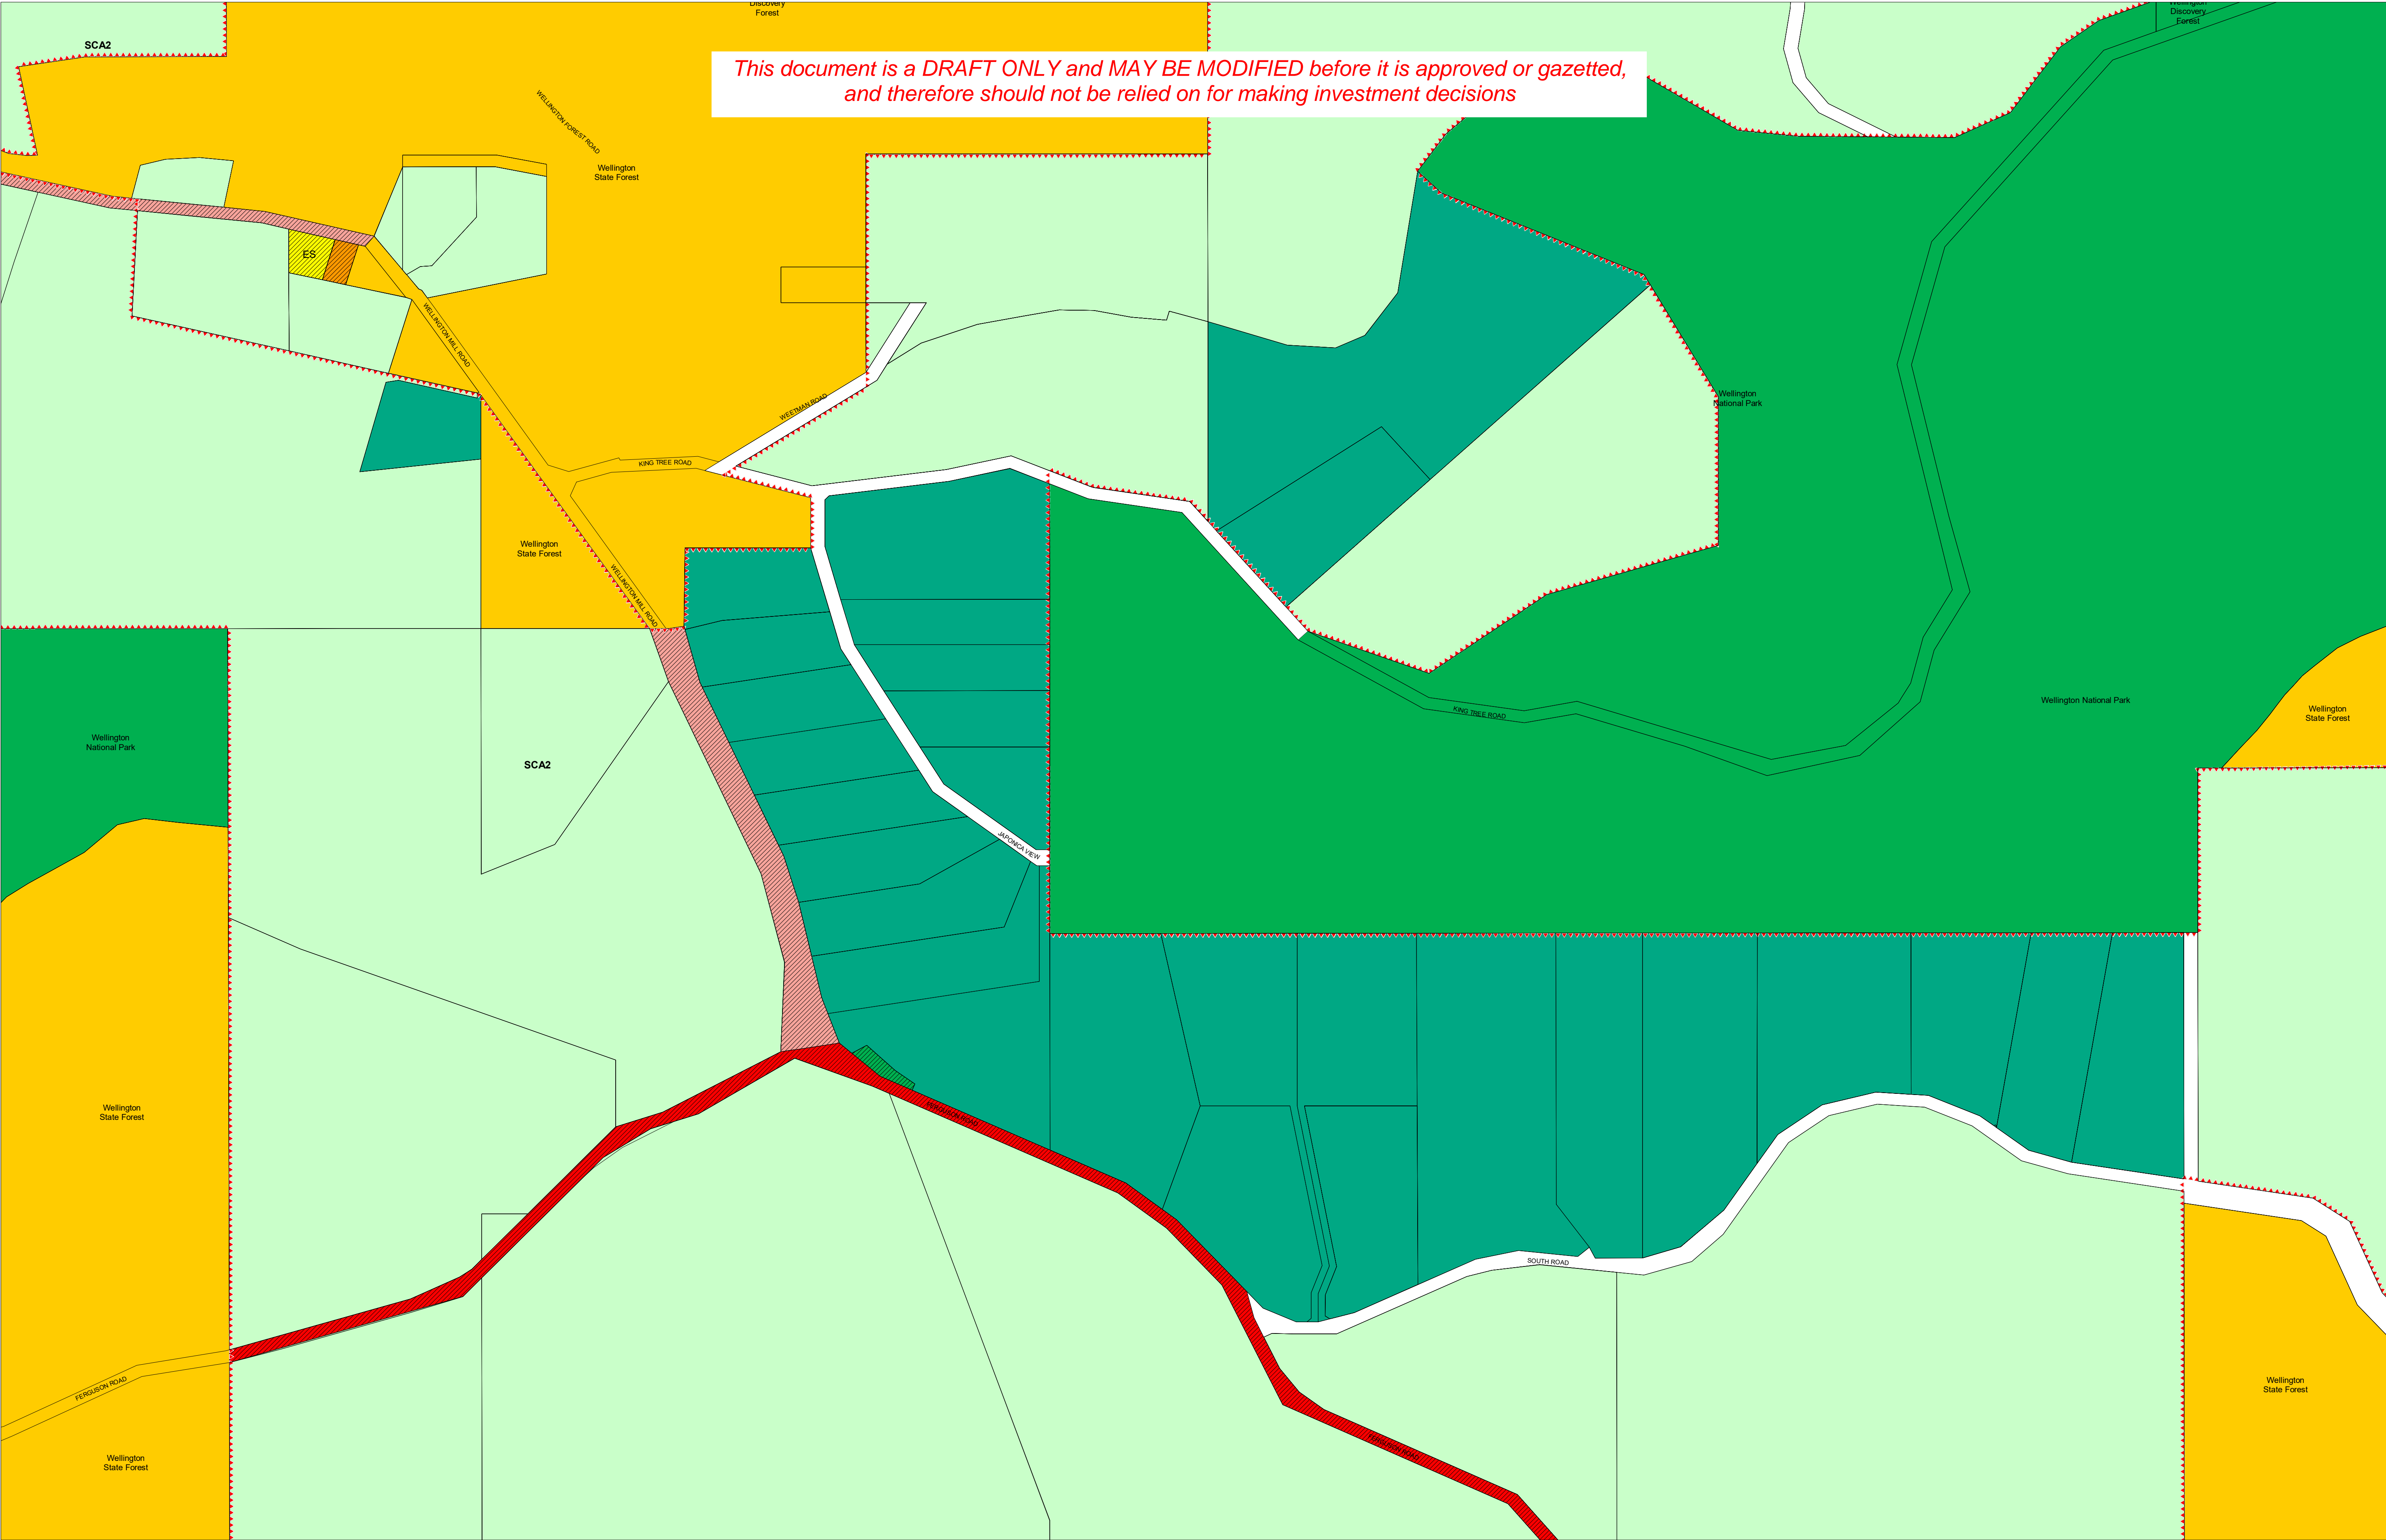 Discovery
Forest
Wellington
Discovery
Forest
SCA2
This document is a DRAFT ONLY and MAY BE MODIFIED before it is approved or gazetted,
and therefore should not be relied on for making investment decisions
WELLINGTON FOREST ROAD
Wellington
State Forest
ES
WELLINGTON MILL ROAD
WEETMAN ROAD
Wellington
National Park
KING TREE ROAD
Wellington
State Forest
WELLINGTON MILL ROAD
Wellington National Park
Wellington
State Forest
KING TREE ROAD
Wellington
National Park
SCA2
JAPONICA VIEW
Wellington
State Forest
FERGUSON ROAD
SOUTH ROAD
FERGUSON ROAD
Wellington
State Forest
FERGUSON ROAD
Wellington
State Forest